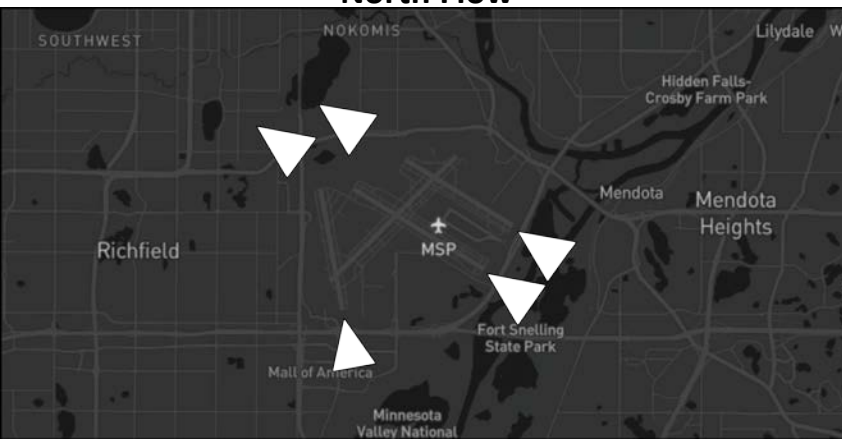 North Flow
SOUTHWEST
NOKOMIS
Lilydale
W
Hidden Falls-
Crosby Farm Park
Mendota
Mendota
Heights
Richfield
MSP
Fort Snelling
State Park
Mall of America
Minnesota
Valley National